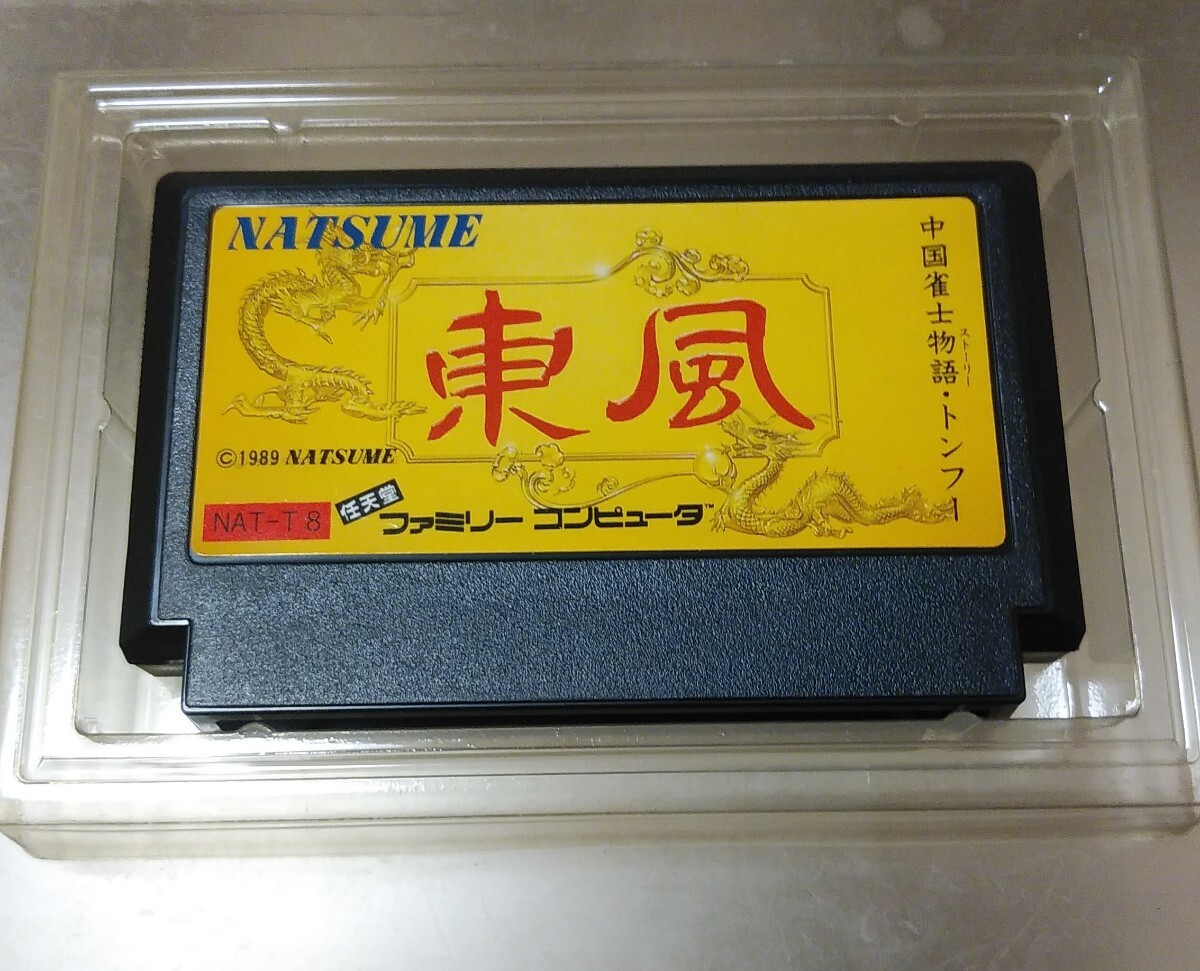 NATSUME
東風
中国雀士物語・トンフー
ストーリー
©1989 NATSUME
NAT-T8
任天堂
ファミリー コンピュータ™